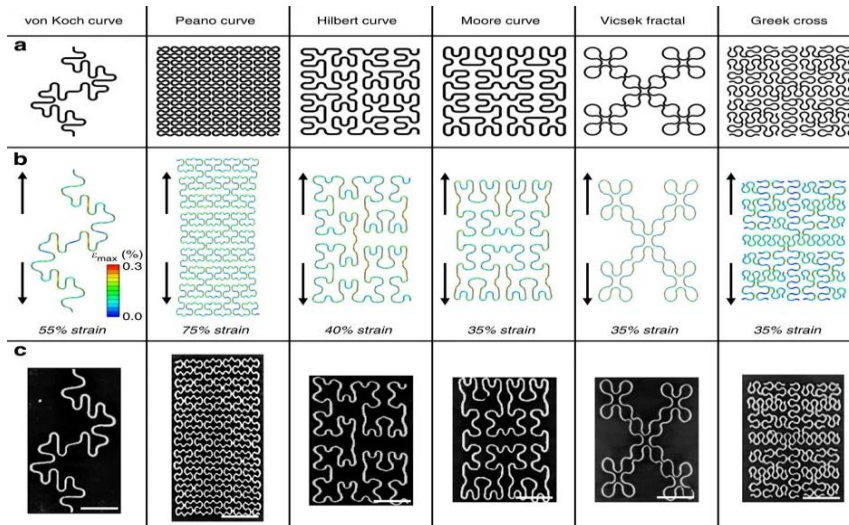 von Koch curve
Peano curve
Hilbert curve
Moore curve
Vicsek fractal
Greek cross
a
b
εmax (%)
0.3
0.0
55% strain
75% strain
40% strain
35% strain
35% strain
35% strain
c